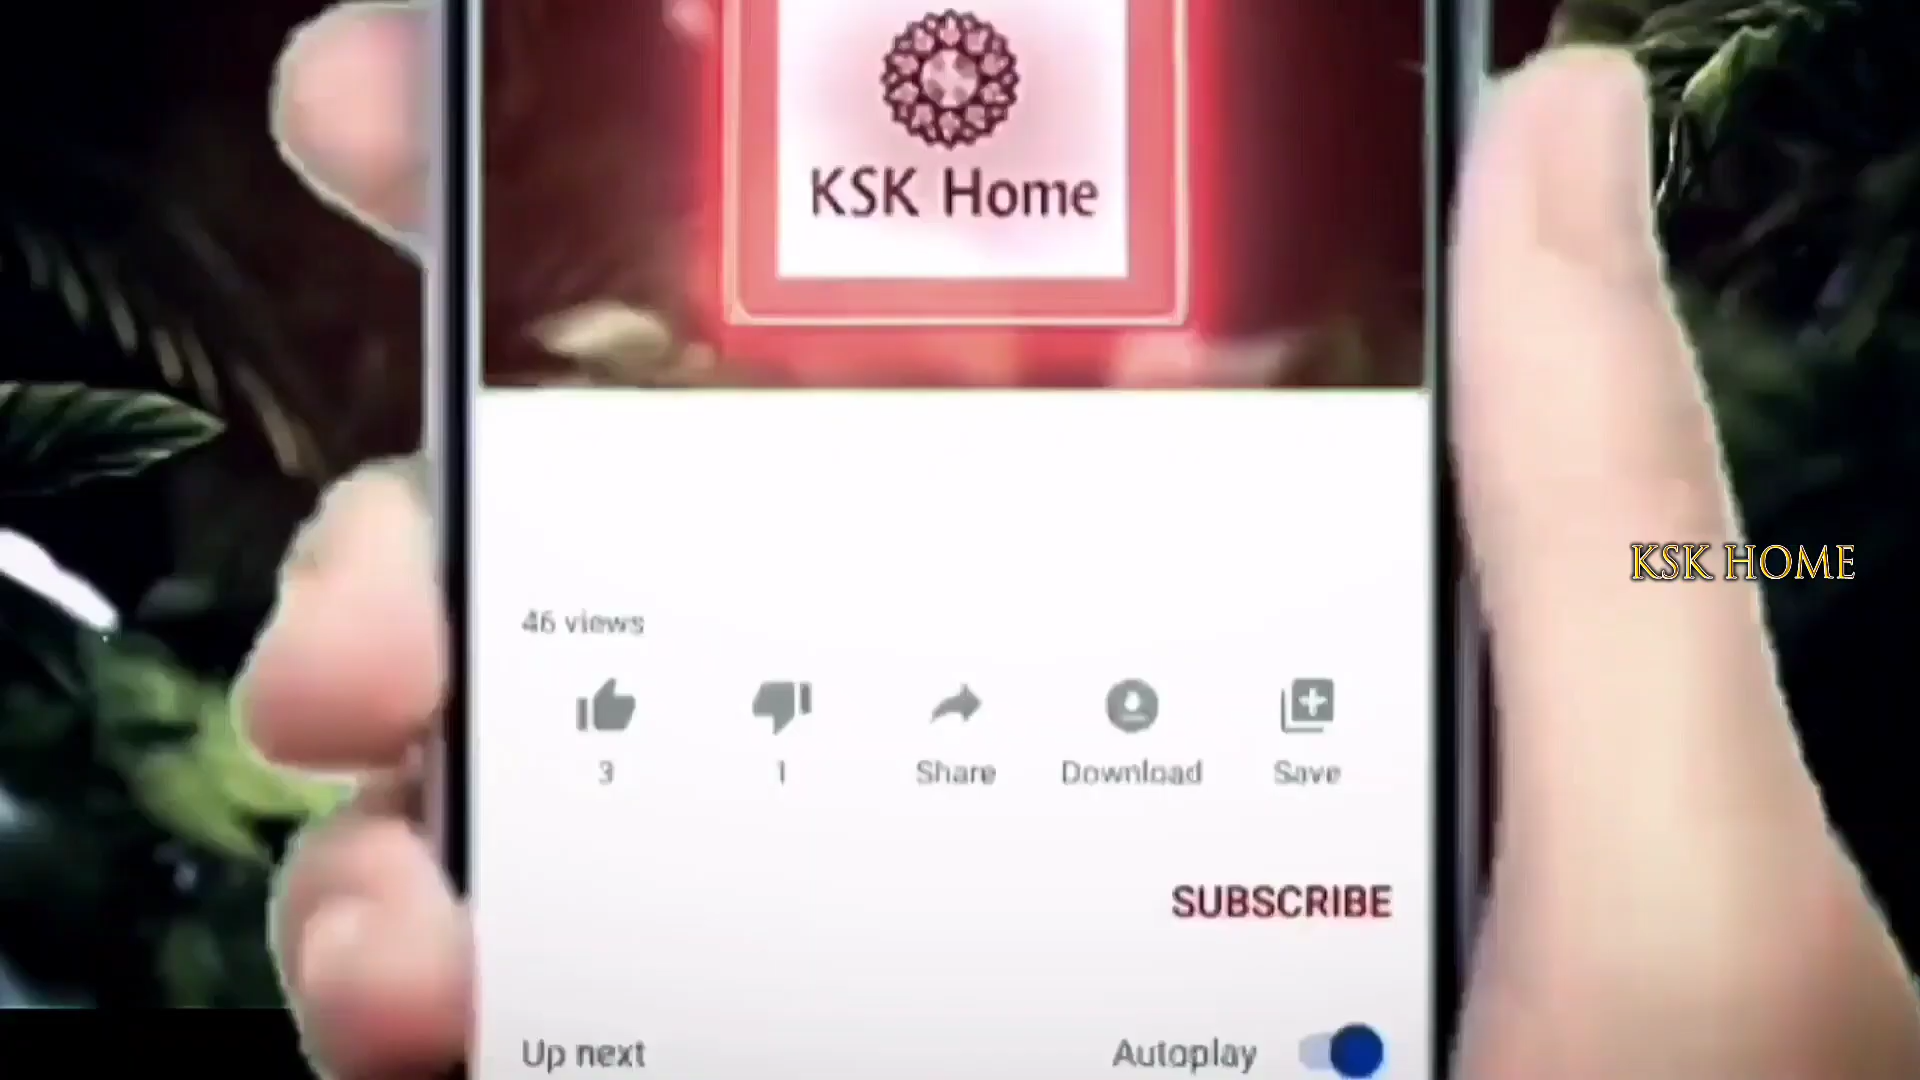 KSK Home
KSK HOME
46 views
3
1
Share
Download
Save
SUBSCRIBE
Up next
Autoplay